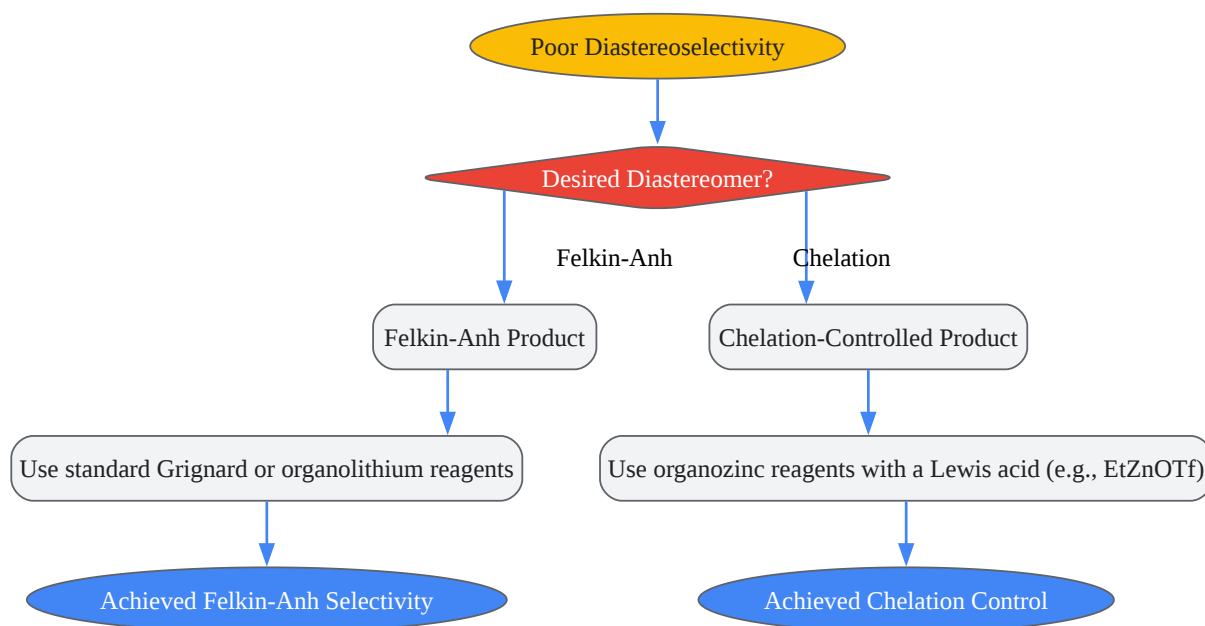 Poor Diastereoselectivity
Desired Diastereomer?
Felkin-Anh
Chelation
Felkin-Anh Product
Chelation-Controlled Product
Use standard Grignard or organolithium reagents
Use organozinc reagents with a Lewis acid (e.g., EtZnOTf)
Achieved Felkin-Anh Selectivity
Achieved Chelation Control